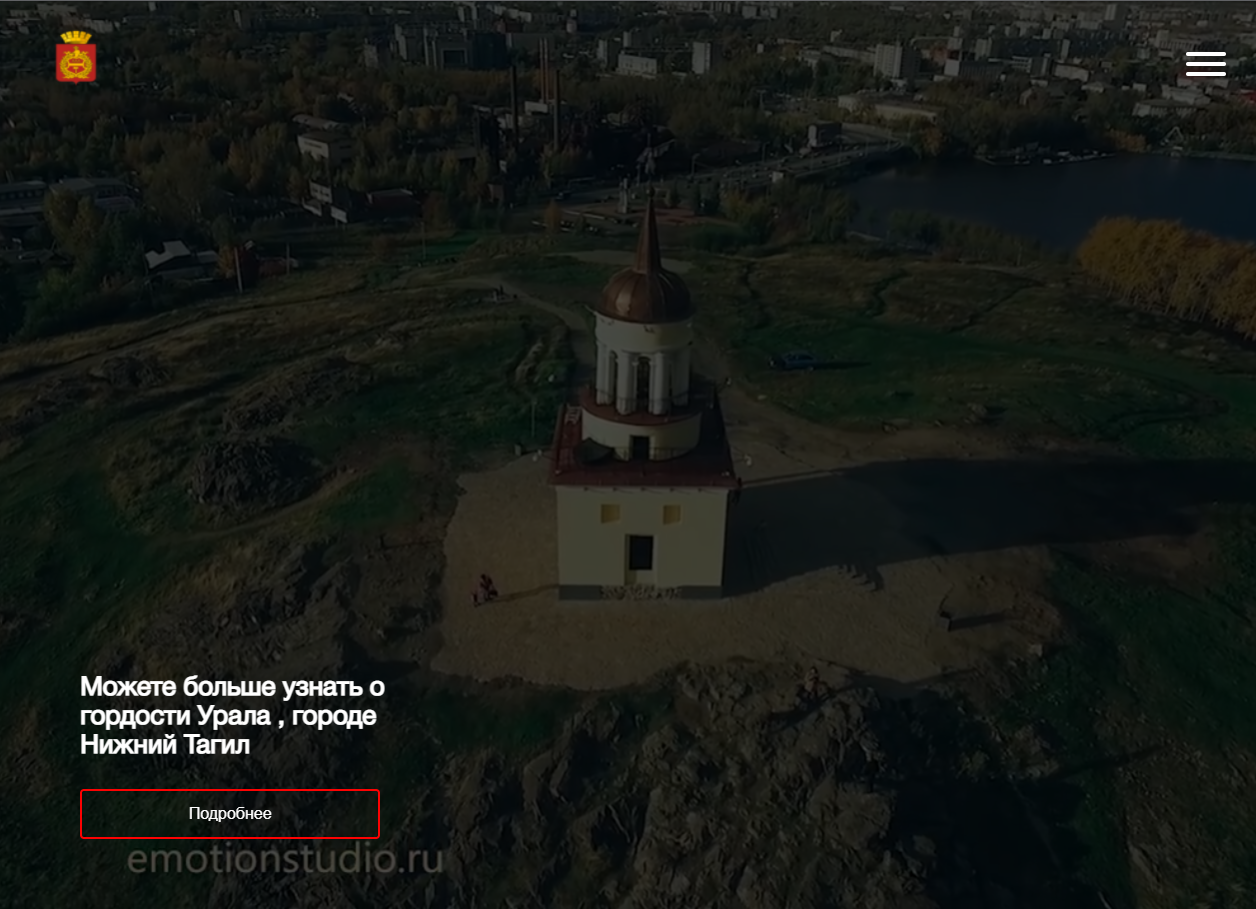 Можете больше узнать о
гордости Урала , городе
Нижний Тагил
Подробнее
emotionstudio.ru